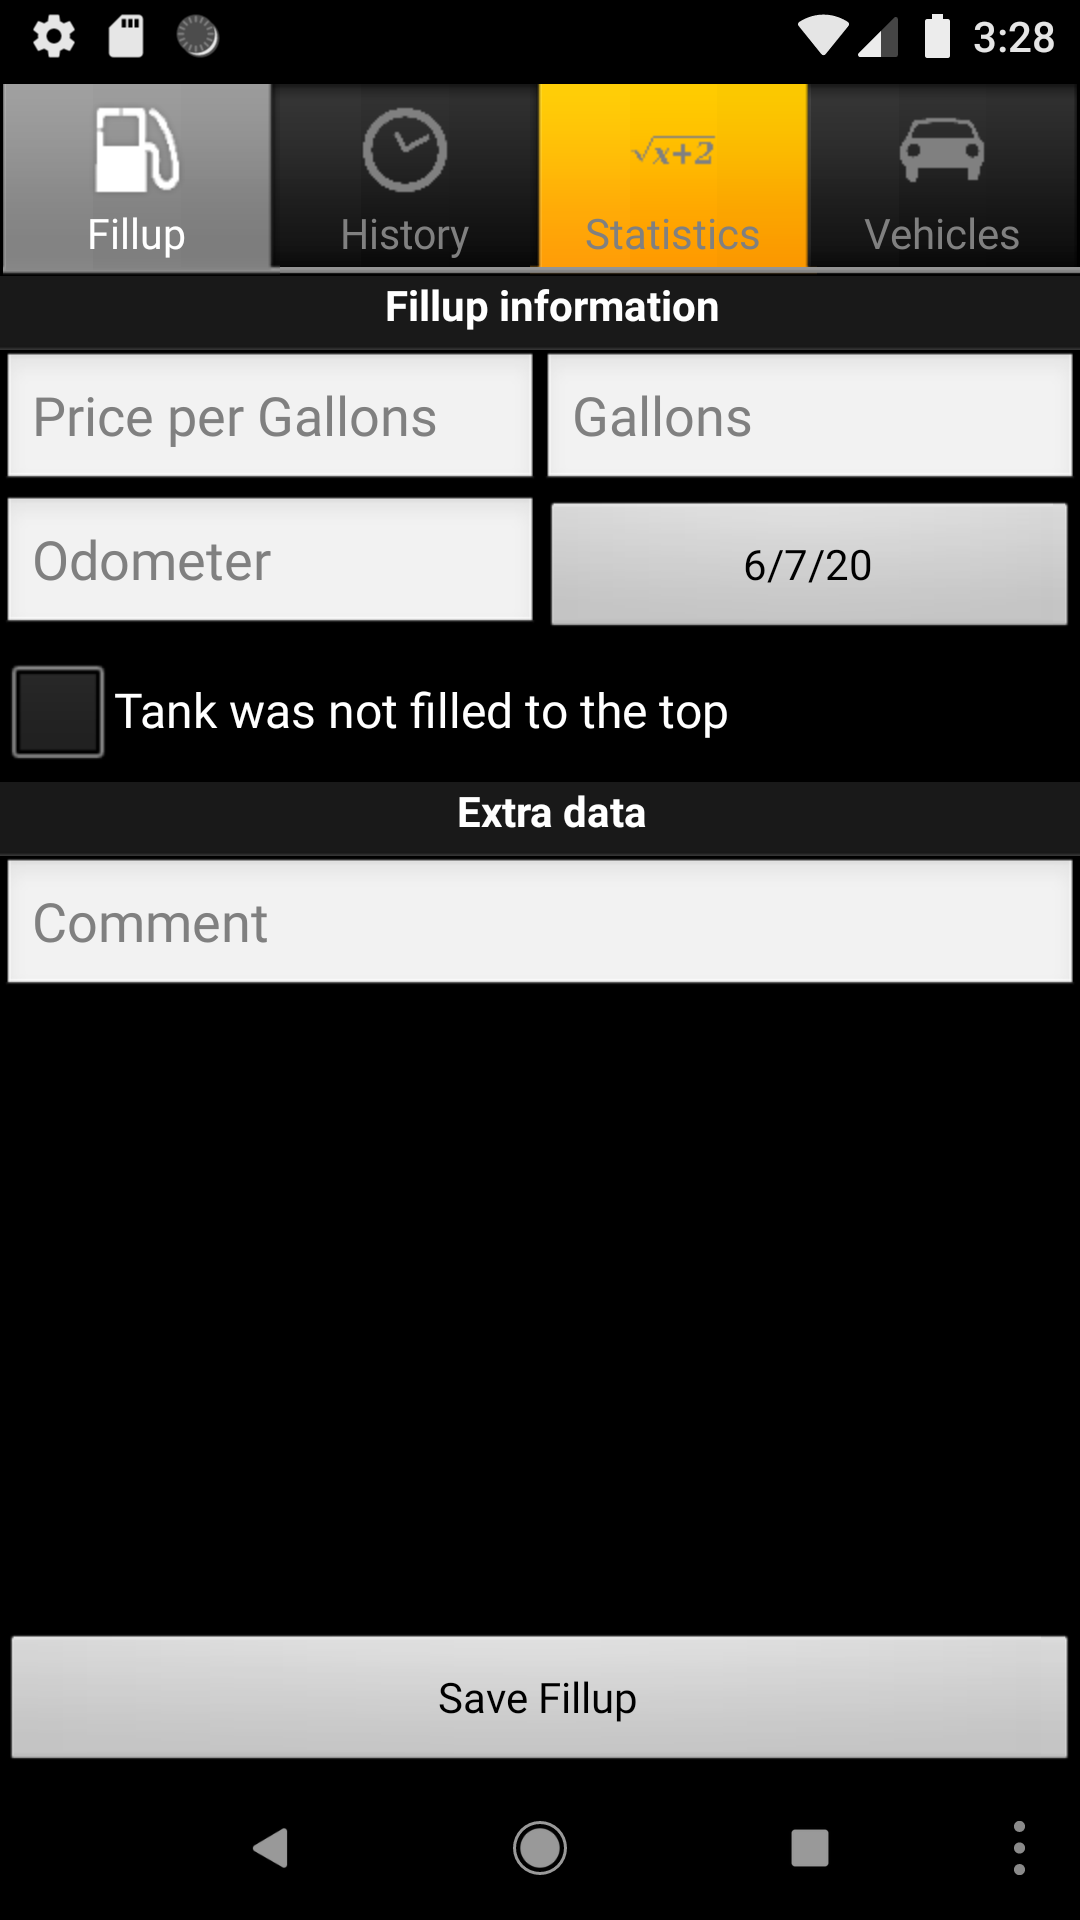 3:28
Fillup
History
√x+2
Statistics
Vehicles
Fillup information
Price per Gallons
Gallons
Odometer
6/7/20
Tank was not filled to the top
Extra data
Comment
Save Fillup